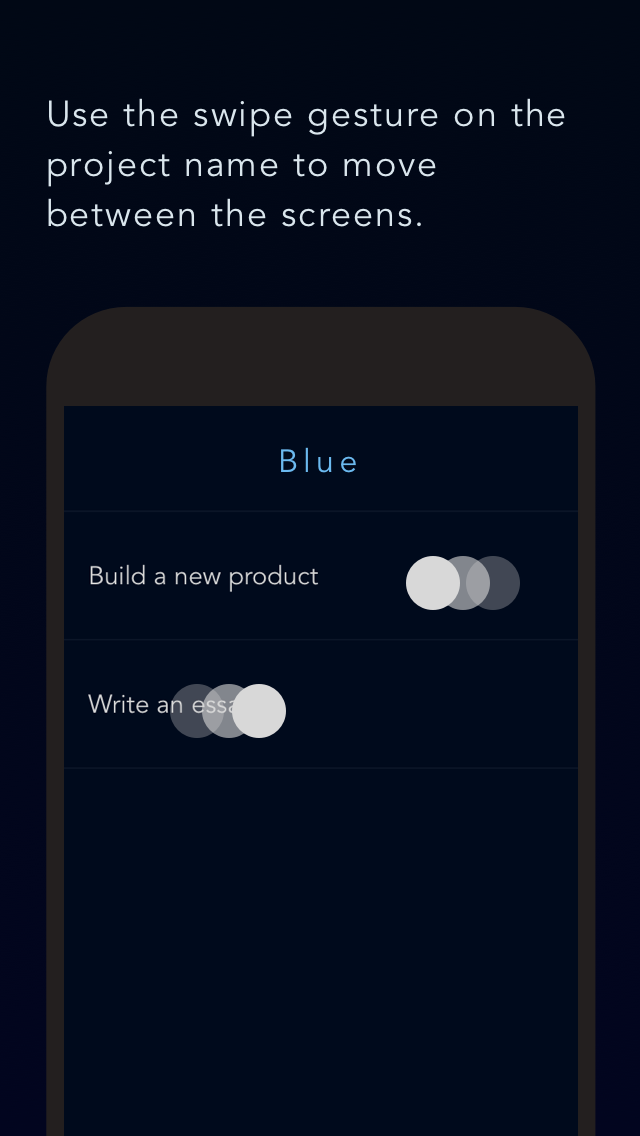 Use the swipe gesture on the
project name to move
between the screens.
Blue
Build a new product
Write an essa